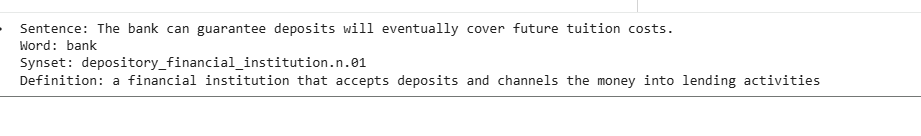 Sentence: The bank can guarantee deposits will eventually cover future tuition costs.
Word: bank
Synset: depository_financial_institution.n.01
Definition: a financial institution that accepts deposits and channels the money into lending activities